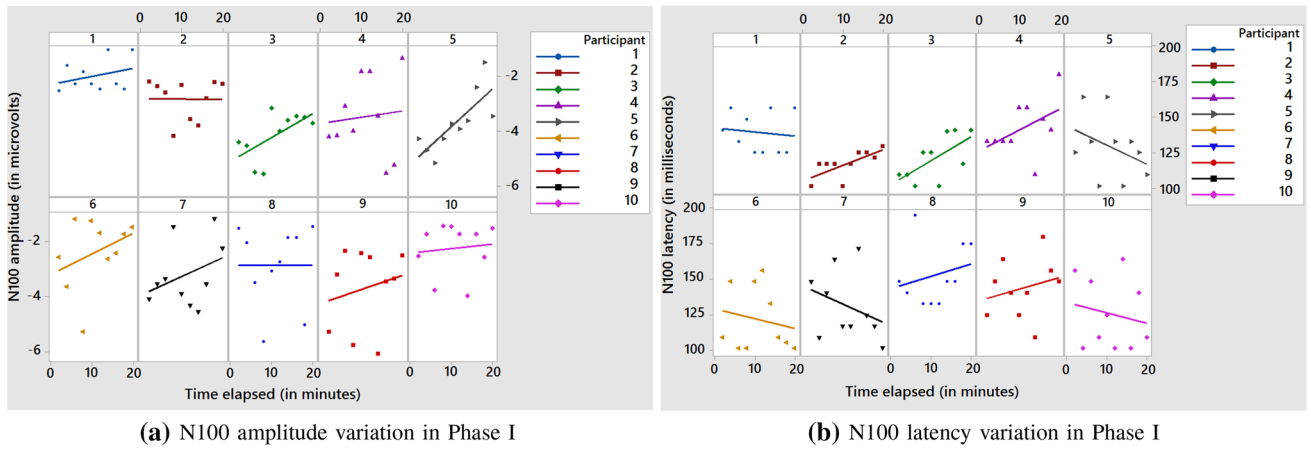 0 10 20 0 10 20
1 2 3 4 5
-2
-4
-6
6 7 8 9 10
-2
-4
-6
0 10 20 0 10 20 0 10 20
N100 amplitude (in microvolts)
Time elapsed (in minutes)
Participant
1
2
3
4
5
6
7
8
9
10
(a) N100 amplitude variation in Phase I
0 10 20 0 10 20
1 2 3 4 5
200
175
150
125
100
6 7 8 9 10
200
175
150
125
100
0 10 20 0 10 20 0 10 20
N100 latency (in milliseconds)
Time elapsed (in minutes)
Participant
1
2
3
4
5
6
7
8
9
10
(b) N100 latency variation in Phase I